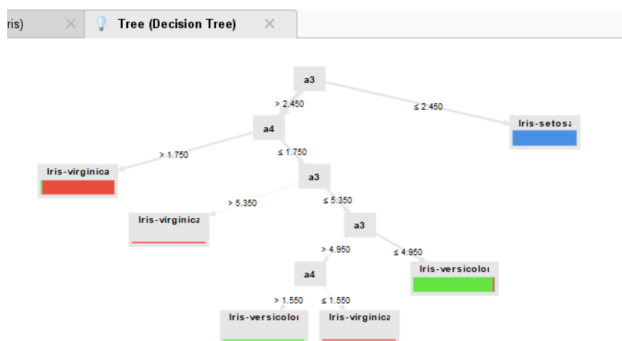 ris)
Tree (Decision Tree)
a3
> 2.450
≤ 2.450
a4
Iris-setosa
> 1.750
≤ 1.750
Iris-virginica
a3
> 5.350
≤ 5.350
Iris-virginica
a3
> 4.950
≤ 4.950
a4
Iris-versicolor
> 1.550
≤ 1.550
Iris-versicolor
Iris-virginica